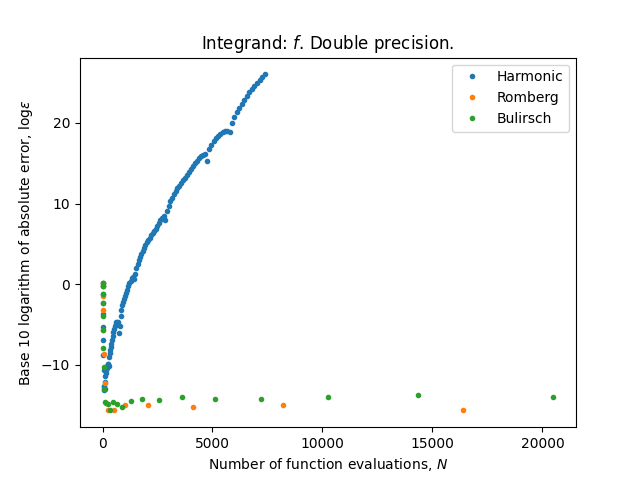 Integrand: f. Double precision.
Harmonic
Romberg
Bulirsch
Base 10 logarithm of absolute error, logε
20
10
0
−10
0
5000
10000
15000
20000
Number of function evaluations, N